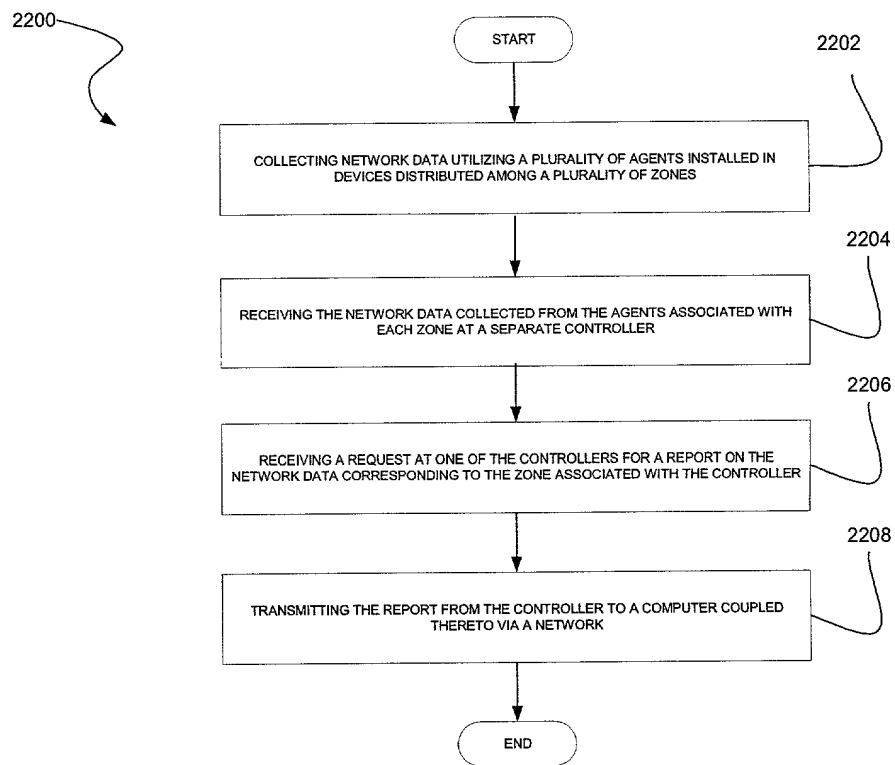 2200
START
2202
COLLECTING NETWORK DATA UTILIZING A PLURALITY OF AGENTS INSTALLED IN
DEVICES DISTRIBUTED AMONG A PLURALITY OF ZONES
2204
RECEIVING THE NETWORK DATA COLLECTED FROM THE AGENTS ASSOCIATED WITH
EACH ZONE AT A SEPARATE CONTROLLER
2206
RECEIVING A REQUEST AT ONE OF THE CONTROLLERS FOR A REPORT ON THE
NETWORK DATA CORRESPONDING TO THE ZONE ASSOCIATED WITH THE CONTROLLER
2208
TRANSMITTING THE REPORT FROM THE CONTROLLER TO A COMPUTER COUPLED
THERETO VIA A NETWORK
END